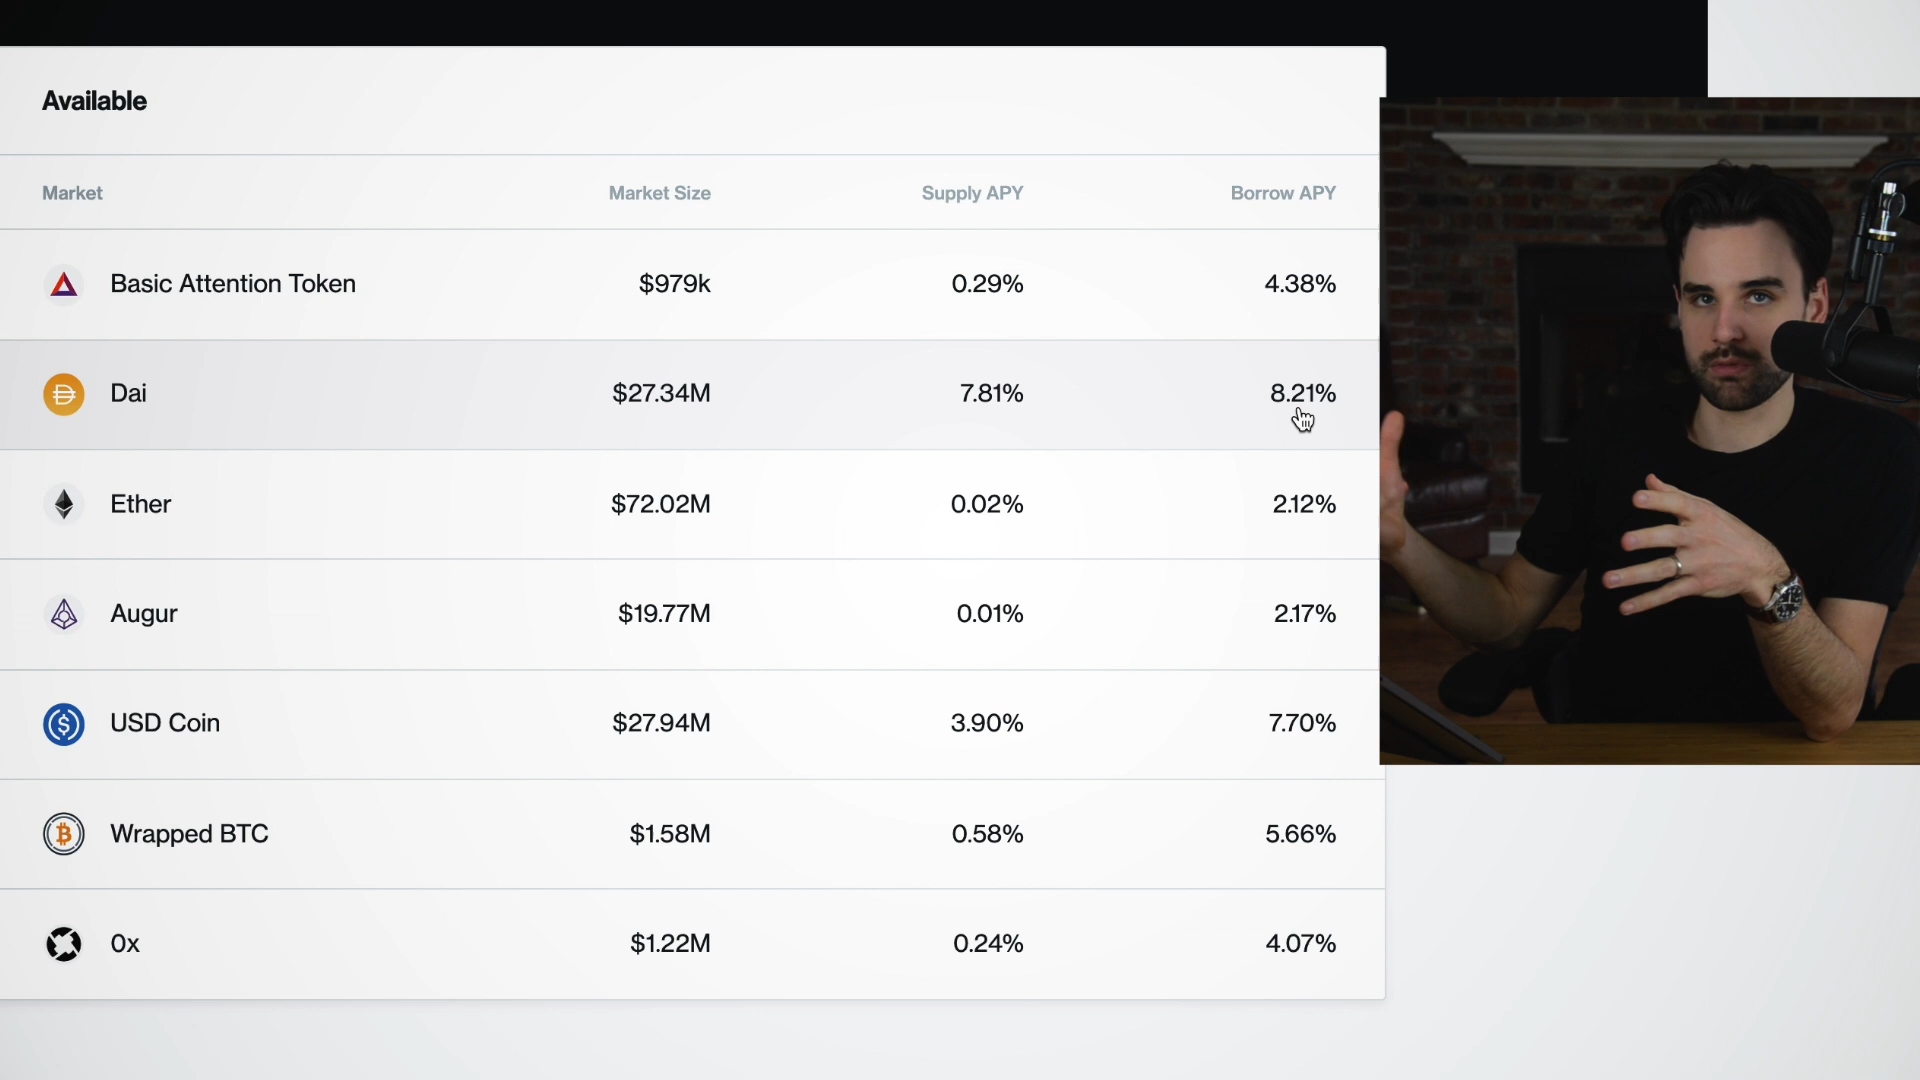 Available
Market Market Size Supply APY Borrow APY
Basic Attention Token $979k 0.29% 4.38%
Dai $27.34M 7.81% 8.21%
Ether $72.02M 0.02% 2.12%
Augur $19.77M 0.01% 2.17%
USD Coin $27.94M 3.90% 7.70%
Wrapped BTC $1.58M 0.58% 5.66%
0x $1.22M 0.24% 4.07%